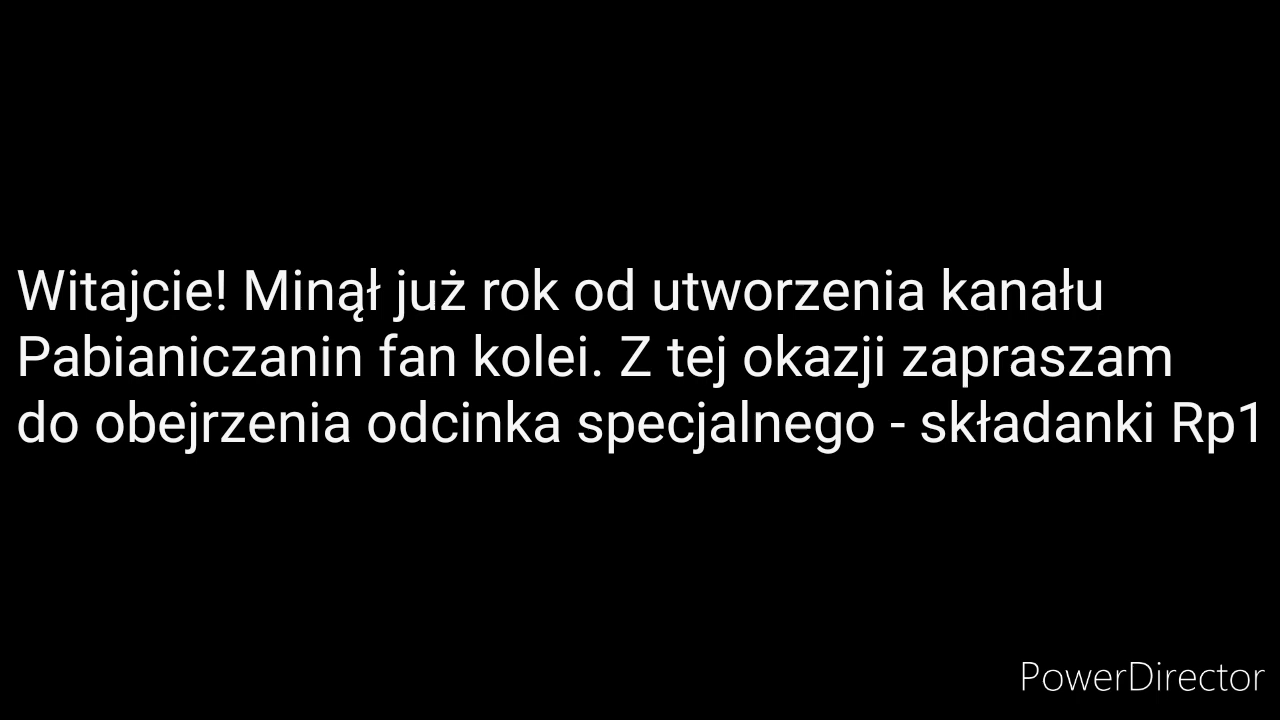 Witajcie! Minął już rok od utworzenia kanału
Pabianiczanin fan kolei. Z tej okazji zapraszam
do obejrzenia odcinka specjalnego - składanki Rp1
PowerDirector